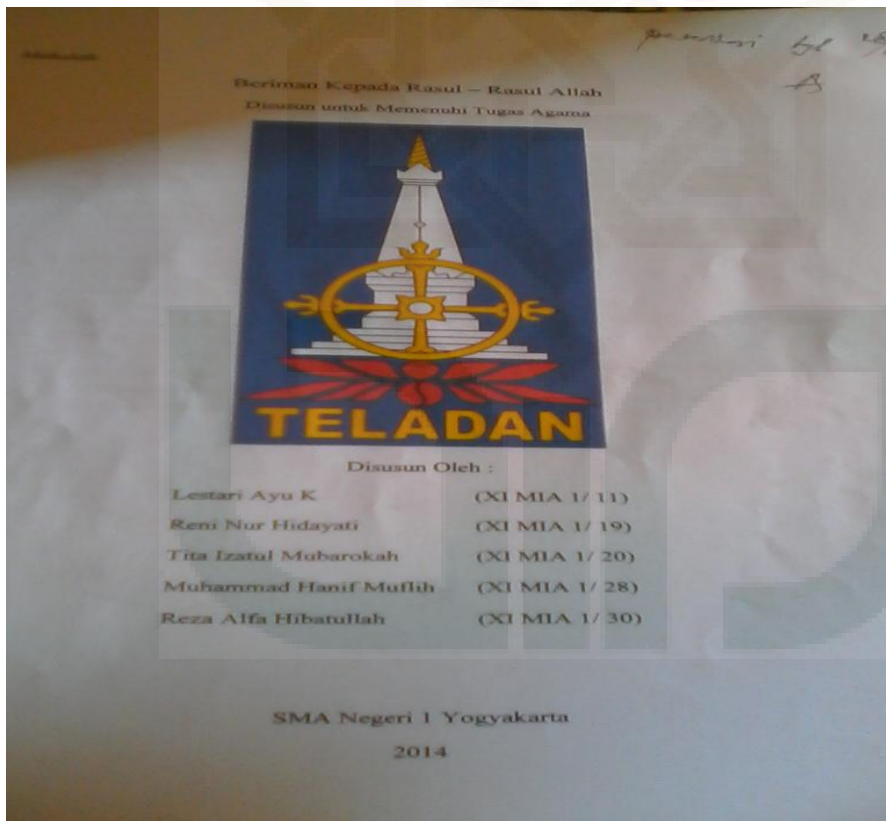 Makalah
Beriman Kepada Rasul – Rasul Allah
Disusun untuk Memenuhi Tugas Agama
TELADAN
Disusun Oleh :
Lestari Ayu K (XI MIA 1/ 11)
Reni Nur Hidayati (XI MIA 1/ 19)
Tita Izatul Mubarokah (XI MIA 1/ 20)
Muhammad Hanif Muflih (XI MIA 1/ 28)
Reza Alfa Hibatullah (XI MIA 1/ 30)
SMA Negeri 1 Yogyakarta
2014